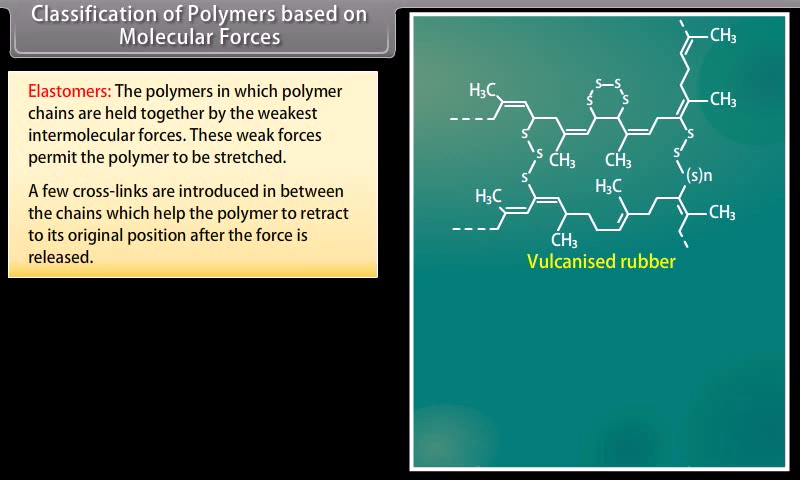 Classification of Polymers based on
Molecular Forces
Elastomers: The polymers in which polymer
chains are held together by the weakest
intermolecular forces. These weak forces
permit the polymer to be stretched.
A few cross-links are introduced in between
the chains which help the polymer to retract
to its original position after the force is
released.
CH₃
S S
H₃C
S S
CH₃
S S
S S
CH₃ CH₃
S (s)n
H₃C
H₃C
CH₃
CH₃
Vulcanised rubber